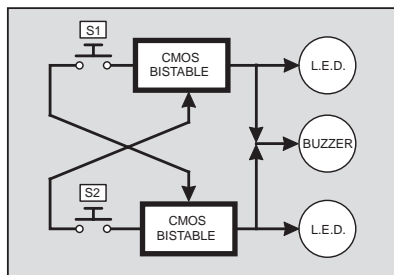 S1
CMOS
BISTABLE
L.E.D.
BUZZER
S2
CMOS
BISTABLE
L.E.D.